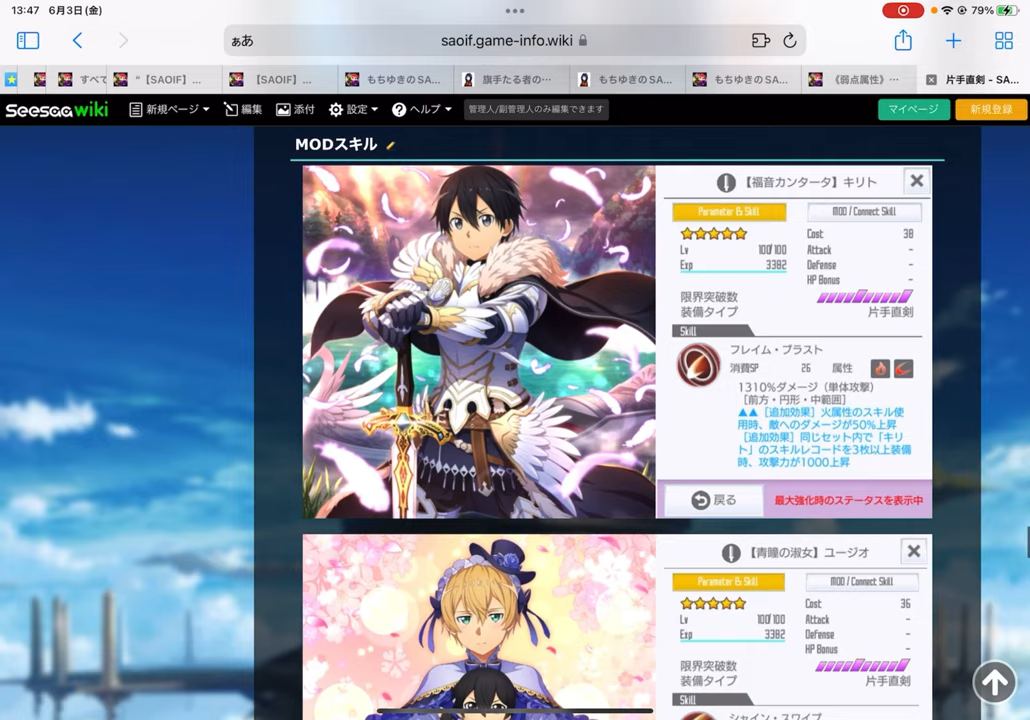 13:47 6月3日(金)
79%
ぁあ
saoif.game-info.wiki
すべて
"【SAOIF】...
【SAOIF】...
もちゆきのSA...
旗手たる者の…
もちゆきのSA...
もちゆきのSA...
《弱点属性》…
片手直剣 - SA...
Seesaa wiki
新規ページ
編集
添付
設定
ヘルプ
管理人/副管理人のみ編集できます
マイページ
新規登録
MODスキル
【福音カンタータ】キリト
Parameter & Skill
MOD / Connect Skill
Cost 38
Lv 100/100
Attack -
Exp 3382
Defense -
HP Bonus -
限界突破数
装備タイプ 片手直剣
Skill
フレイム・ブラスト
消費SP 26 属性
1310%ダメージ（単体攻撃）
［前方・円形・中範囲］
▲▲［追加効果］火属性のスキル使
用時、敵へのダメージが50%上昇
［追加効果］同じセット内で「キリ
ト」のスキルレコードを3枚以上装備
時、攻撃力が1000上昇
戻る
最大強化時のステータスを表示中
【青瞳の淑女】ユージオ
Parameter & Skill
MOD / Connect Skill
Cost 36
Lv 100/100
Attack -
Exp 3382
Defense -
HP Bonus -
限界突破数
装備タイプ 片手直剣
Skill
シャイン・スワイプ